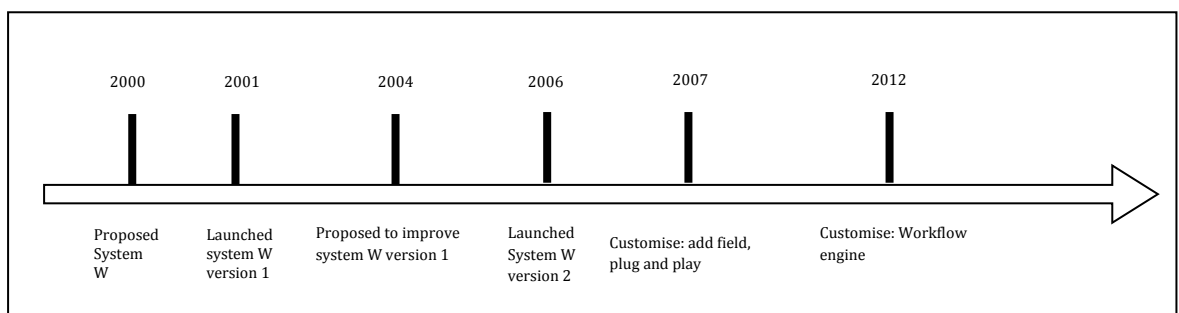 2000
2001
2004
2006
2007
2012
Proposed
System
W
Launched
system W
version 1
Proposed to improve
system W version 1
Launched
System W
version 2
Customise: add field,
plug and play
Customise: Workflow
engine